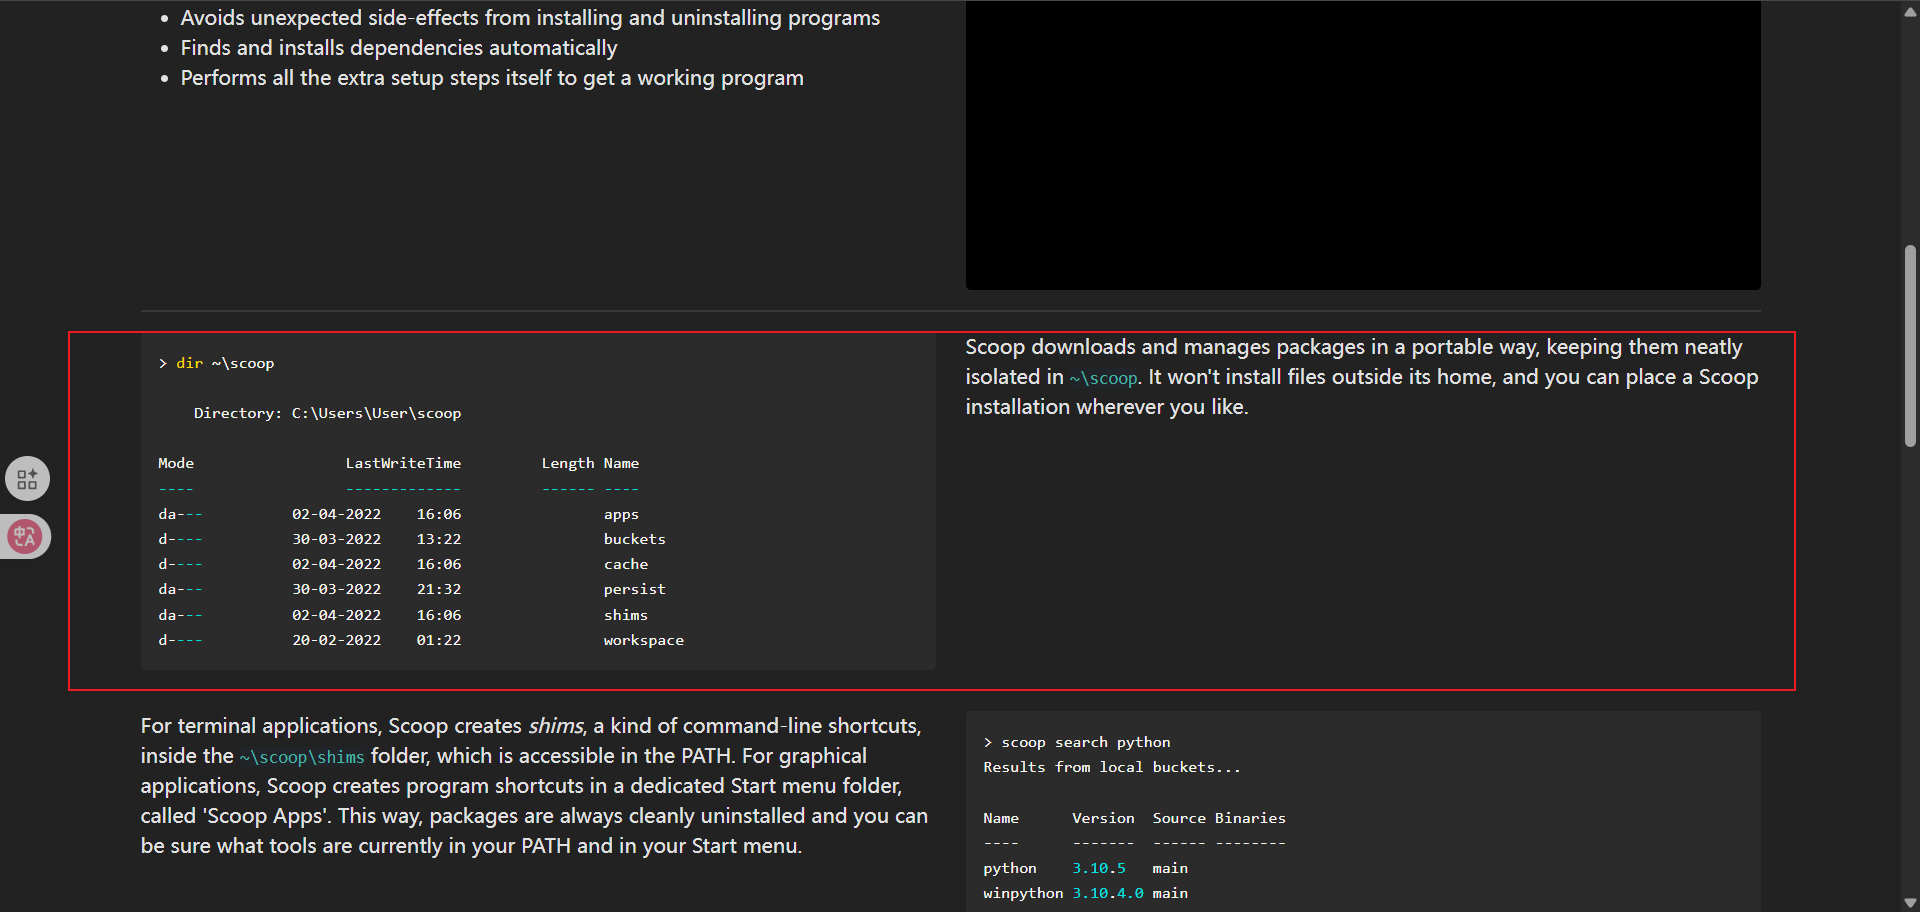 Avoids unexpected side-effects from installing and uninstalling programs
Finds and installs dependencies automatically
Performs all the extra setup steps itself to get a working program
> dir ~\scoop
Directory: C:\Users\User\scoop
Mode LastWriteTime Length Name
---- ------------- ------ ----
da--- 02-04-2022 16:06 apps
d---- 30-03-2022 13:22 buckets
d---- 02-04-2022 16:06 cache
da--- 30-03-2022 21:32 persist
da--- 02-04-2022 16:06 shims
d---- 20-02-2022 01:22 workspace
Scoop downloads and manages packages in a portable way, keeping them neatly
isolated in ~\scoop. It won't install files outside its home, and you can place a Scoop
installation wherever you like.
For terminal applications, Scoop creates shims, a kind of command-line shortcuts,
inside the ~\scoop\shims folder, which is accessible in the PATH. For graphical
applications, Scoop creates program shortcuts in a dedicated Start menu folder,
called 'Scoop Apps'. This way, packages are always cleanly uninstalled and you can
be sure what tools are currently in your PATH and in your Start menu.
> scoop search python
Results from local buckets...
Name Version Source Binaries
---- ------- ------ --------
python 3.10.5 main
winpython 3.10.4.0 main
中A